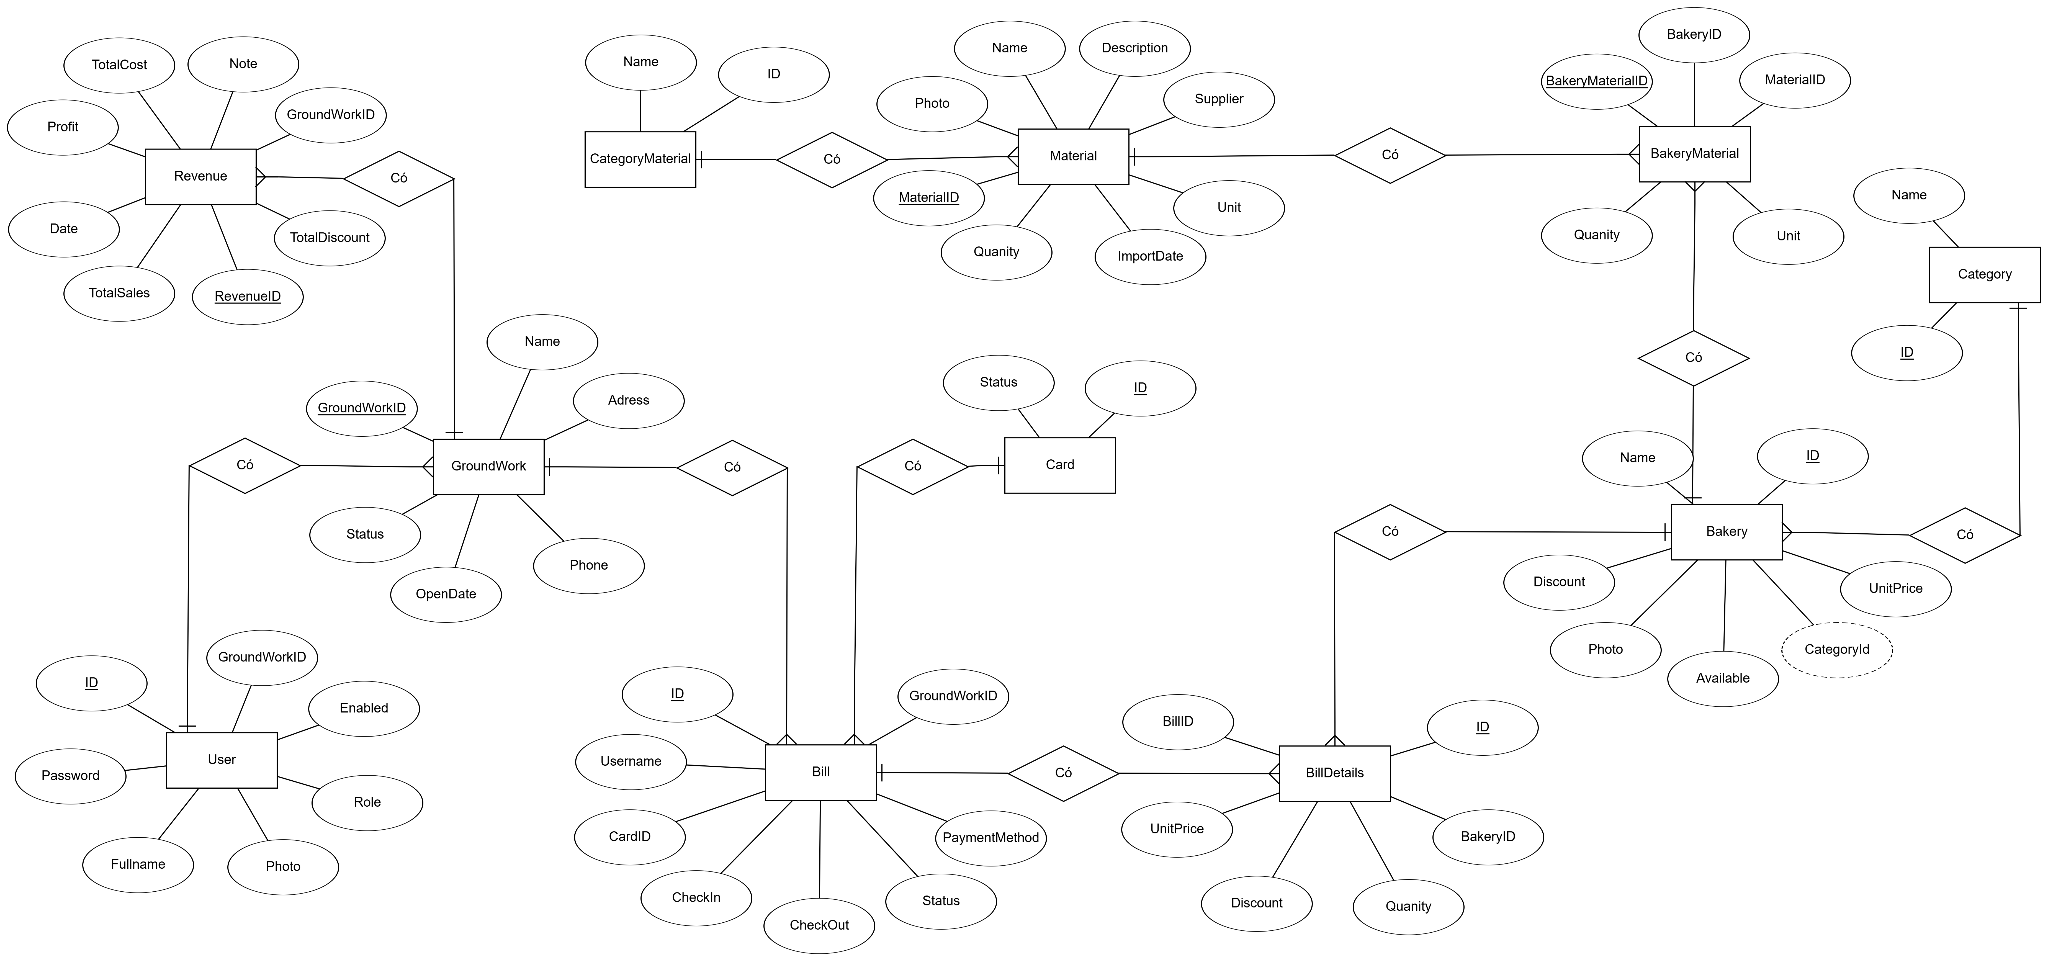 TotalCost
Note
Profit
GroundWorkID
Revenue
Có
Date
TotalDiscount
TotalSales
RevenueID
Name
ID
CategoryMaterial
Có
Name
Description
Photo
Supplier
Material
MaterialID
Unit
Quanity
ImportDate
Có
BakeryID
BakeryMaterialID
MaterialID
BakeryMaterial
Quanity
Unit
Có
Name
Category
ID
Có
Name
GroundWorkID
Adress
Có
GroundWork
Có
Status
Phone
OpenDate
Status
ID
Có
Card
Name
ID
Có
Bakery
Discount
UnitPrice
Photo
CategoryId
Available
GroundWorkID
ID
Enabled
User
Password
Role
Fullname
Photo
ID
GroundWorkID
Username
Bill
Có
CardID
PaymentMethod
CheckIn
Status
CheckOut
BillID
ID
BillDetails
UnitPrice
BakeryID
Discount
Quanity